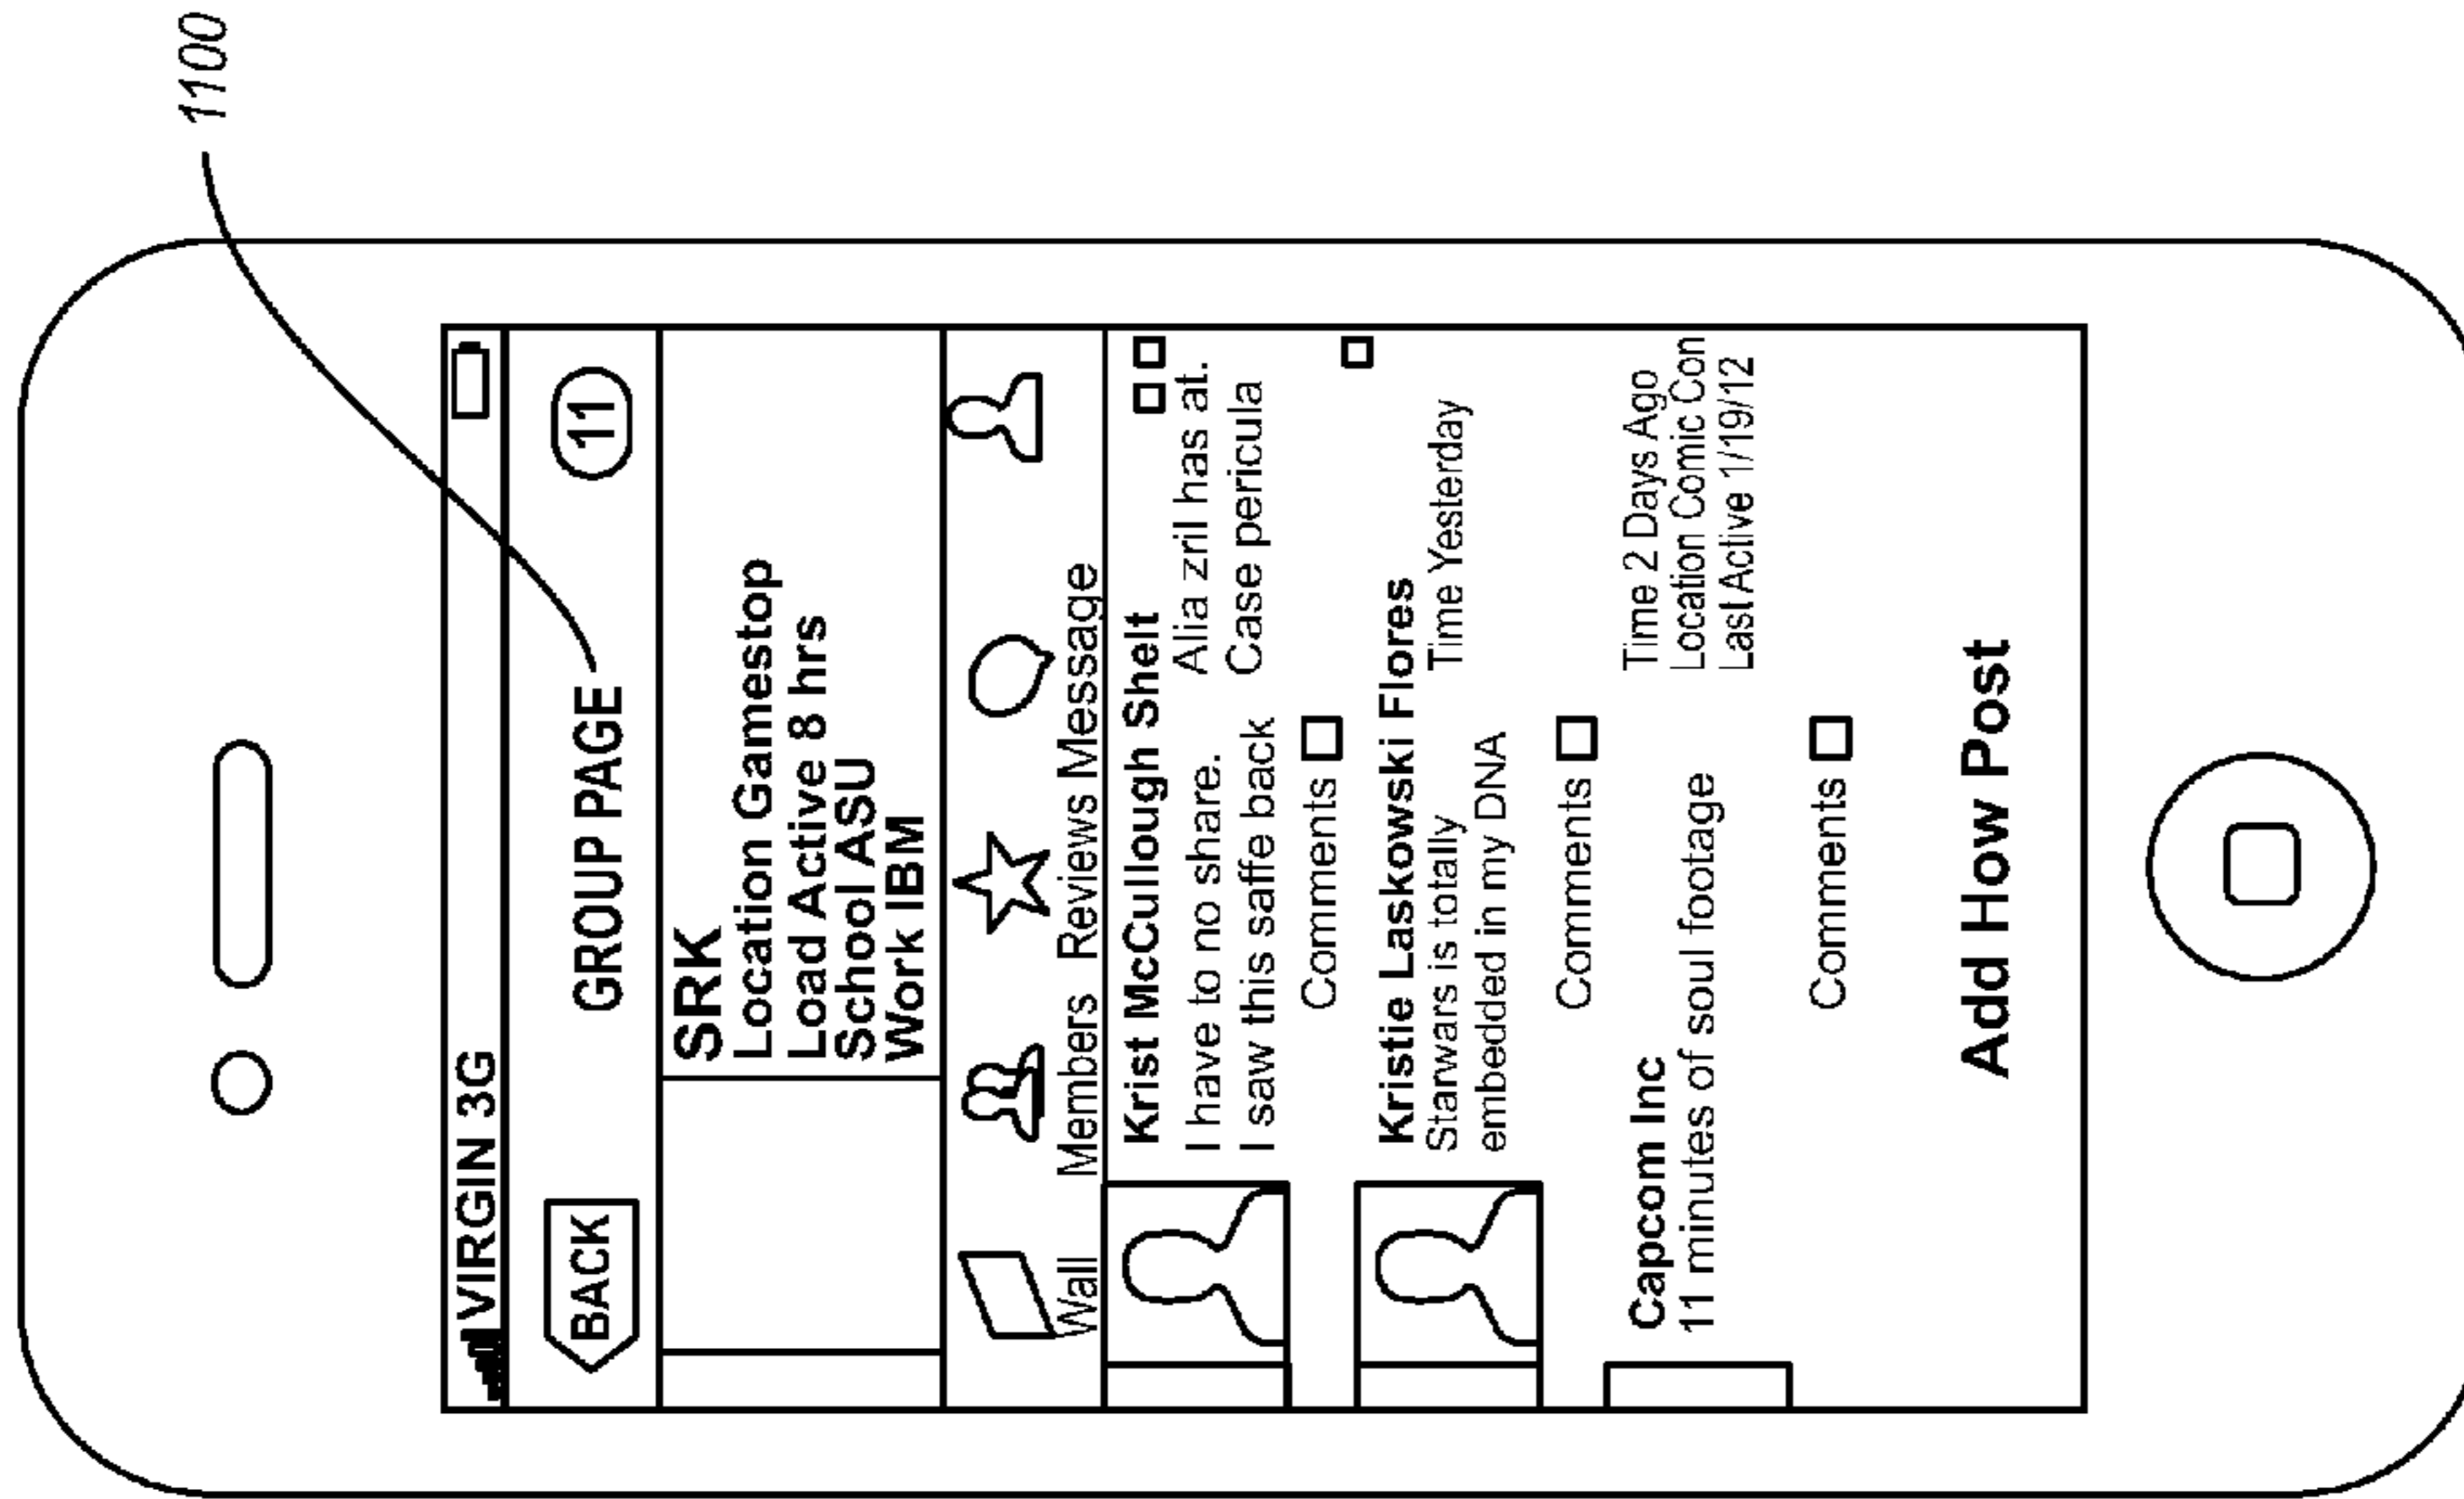 1100
VIRGIN 3G
BACK
GROUP PAGE
11
SRK
Location Gamestop
Load Active 8 hrs
School ASU
Work IBM
Wall Members Reviews Message
Krist McCullough Shelt
I have to no share. Alia zril has at.
I saw this saffe back Case pericula
Comments
Kristie Laskowski Flores
Starwars is totally Time Yesterday
embedded in my DNA
Comments
Capcom Inc Time 2 Days Ago
11 minutes of soul footage Location Comic Con
Last Active 1/19/12
Comments
Add How Post